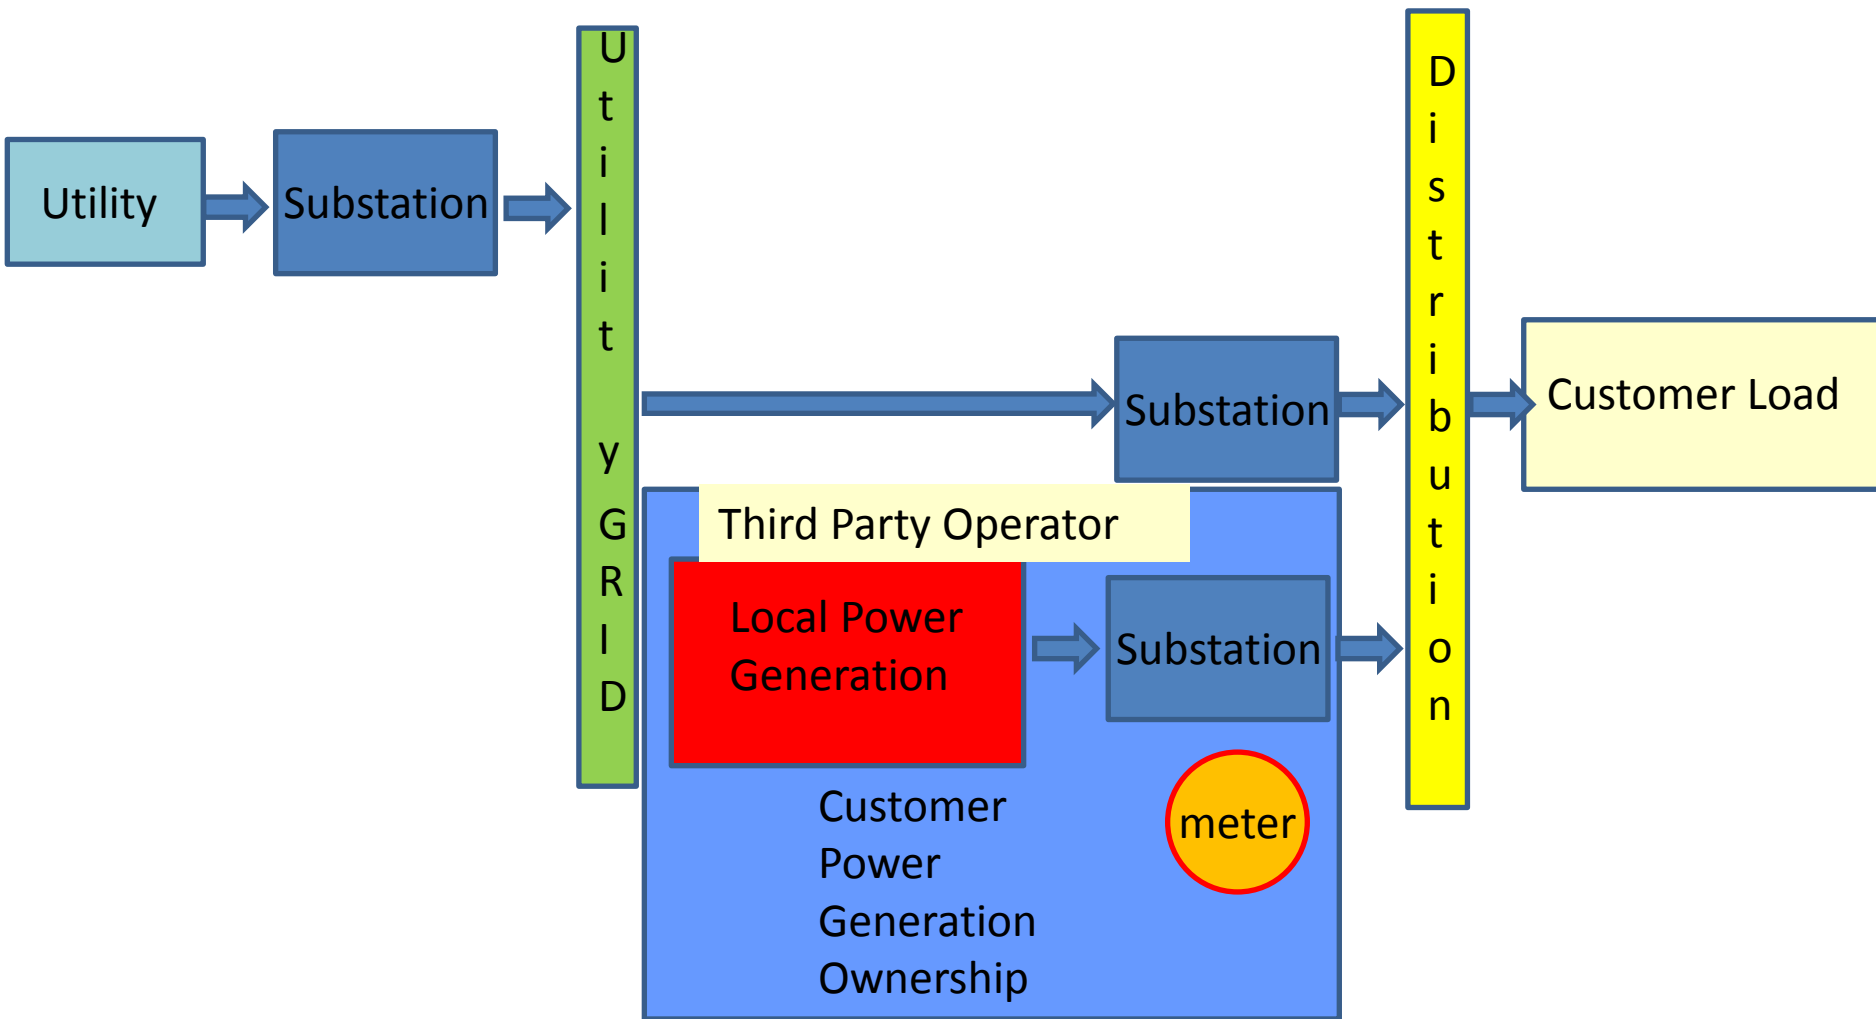 Utility
Substation
Utilit y GRID
Substation
Distribution
Customer Load
Third Party Operator
Local Power
Generation
Substation
meter
Customer
Power
Generation
Ownership